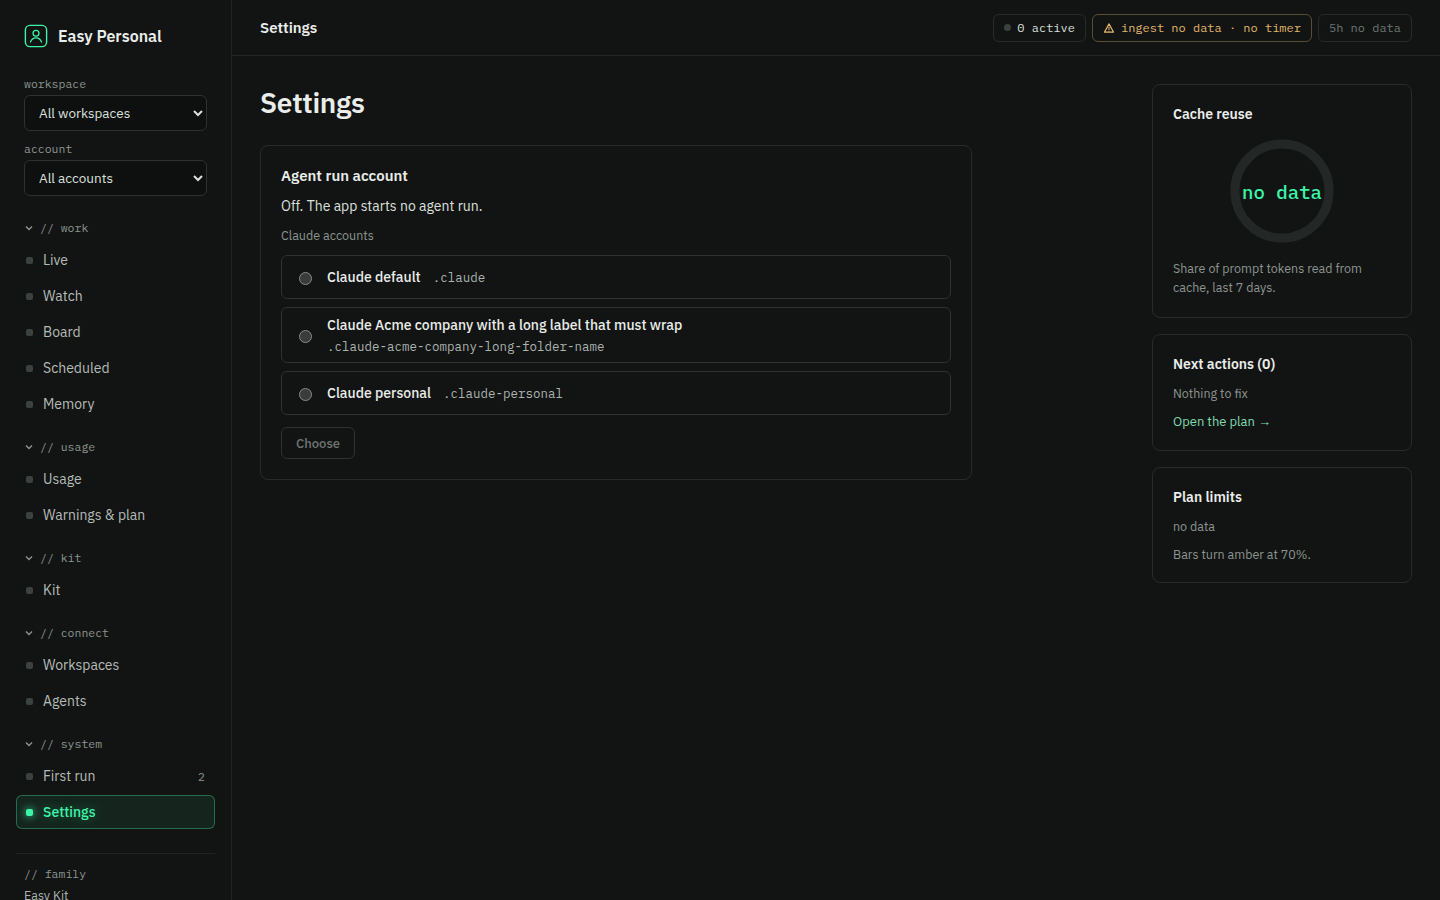 Easy Personal
workspace
All workspaces
account
All accounts
// work
Live
Watch
Board
Scheduled
Memory
// usage
Usage
Warnings & plan
// kit
Kit
// connect
Workspaces
Agents
// system
First run 2
Settings
// family
Easy Kit
Settings
0 active
ingest no data · no timer
5h no data
Settings
Agent run account
Off. The app starts no agent run.
Claude accounts
Claude default .claude
Claude Acme company with a long label that must wrap
.claude-acme-company-long-folder-name
Claude personal .claude-personal
Choose
Cache reuse
no data
Share of prompt tokens read from
cache, last 7 days.
Next actions (0)
Nothing to fix
Open the plan →
Plan limits
no data
Bars turn amber at 70%.